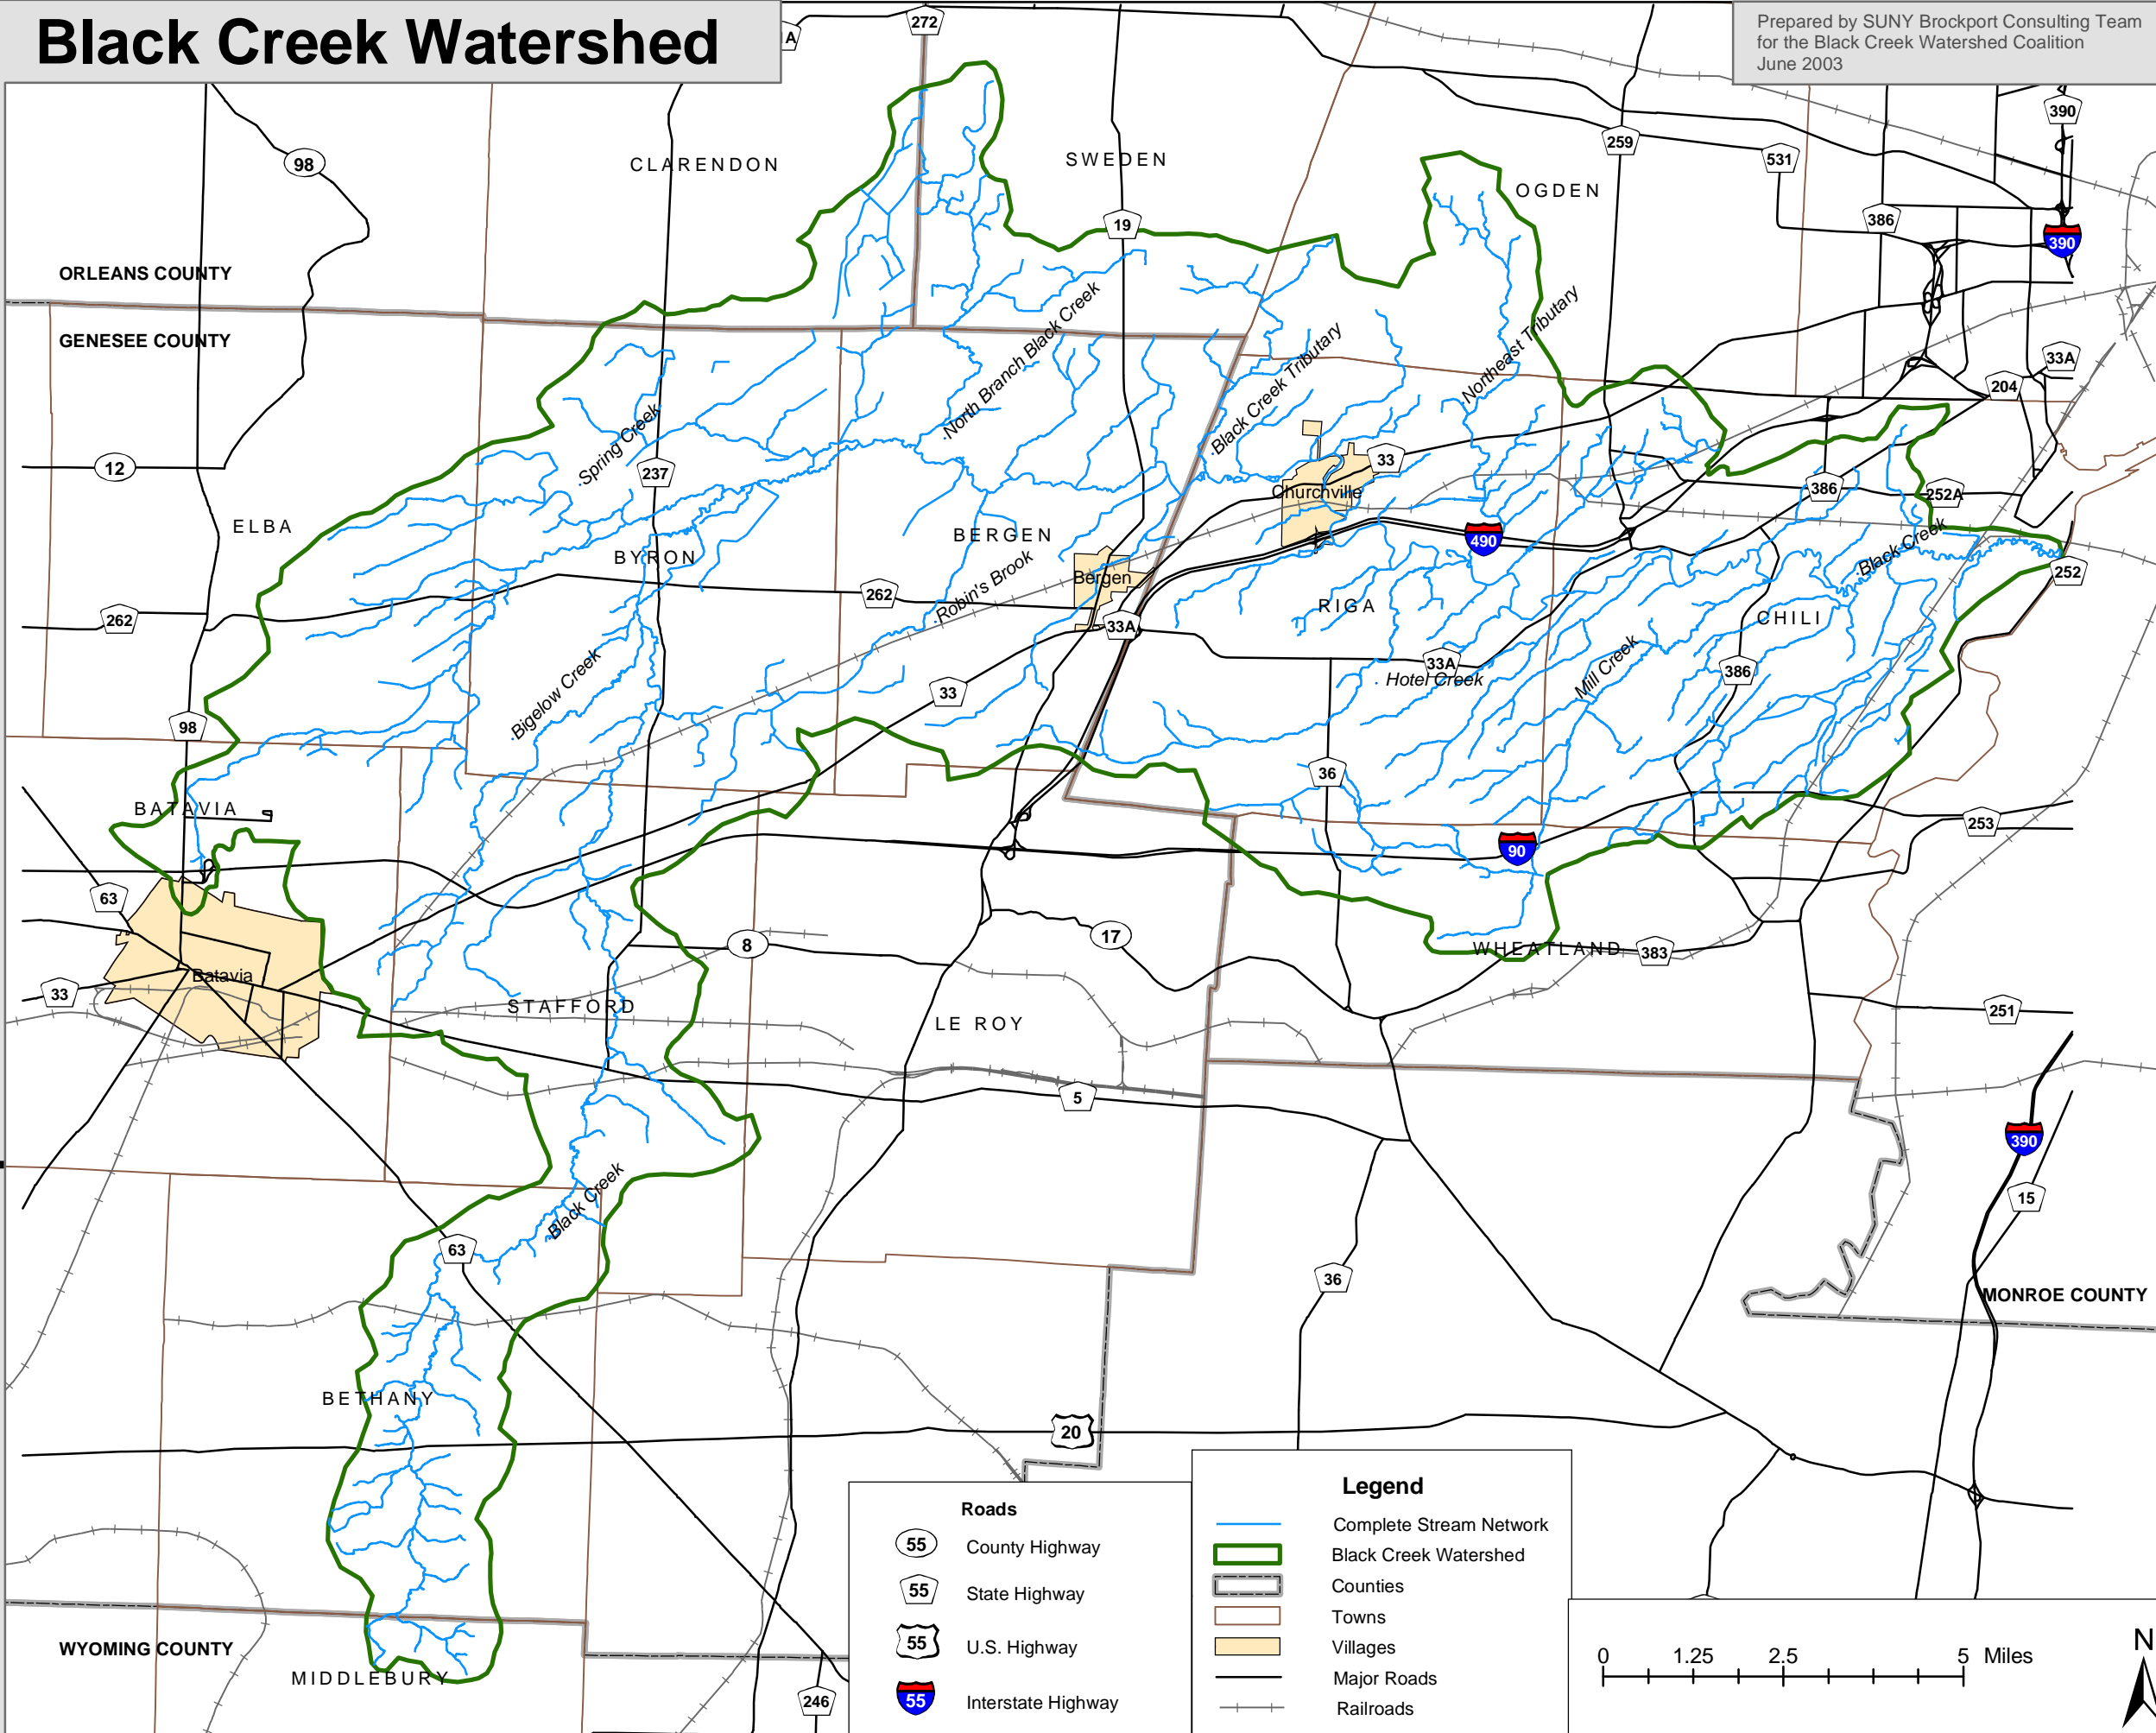 Black Creek Watershed
Prepared by SUNY Brockport Consulting Team
for the Black Creek Watershed Coalition
June 2003
A
272
390
98
CLARENDON
SWEDEN
259
531
OGDEN
19
386
390
ORLEANS COUNTY
GENESEE COUNTY
North Branch Black Creek
Black Creek Tributary
Northeast Tributary
33A
204
Spring Creek
12
237
33
Churchville
386
252A
ELBA
BYRON
BERGEN
490
Black Creek
252
Bergen
262
262
Robin's Brook
33A
RIGA
CHILI
Bigelow Creek
33A
Hotel Creek
Mill Creek
386
33
98
36
BATAVIA
253
90
63
8
17
WHEATLAND
383
Batavia
33
STAFFORD
LE ROY
251
5
390
Black Creek
15
63
36
MONROE COUNTY
BETHANY
20
WYOMING COUNTY
MIDDLEBURY
246
Roads
55 County Highway
55 State Highway
55 U.S. Highway
55 Interstate Highway
Legend
Complete Stream Network
Black Creek Watershed
Counties
Towns
Villages
Major Roads
Railroads
0 1.25 2.5 5 Miles
N